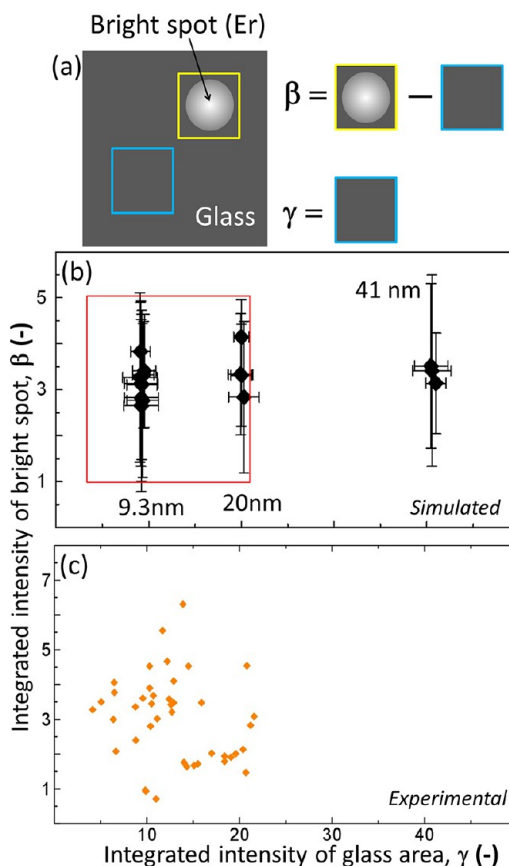 Bright spot (Er)
(a)
β = −
Glass
γ =
(b)
41 nm
5
3
1
9.3nm
20nm
Simulated
Integrated intensity of bright spot, β (-)
(c)
7
5
3
1
Experimental
10 20 30 40
Integrated intensity of glass area, γ (-)